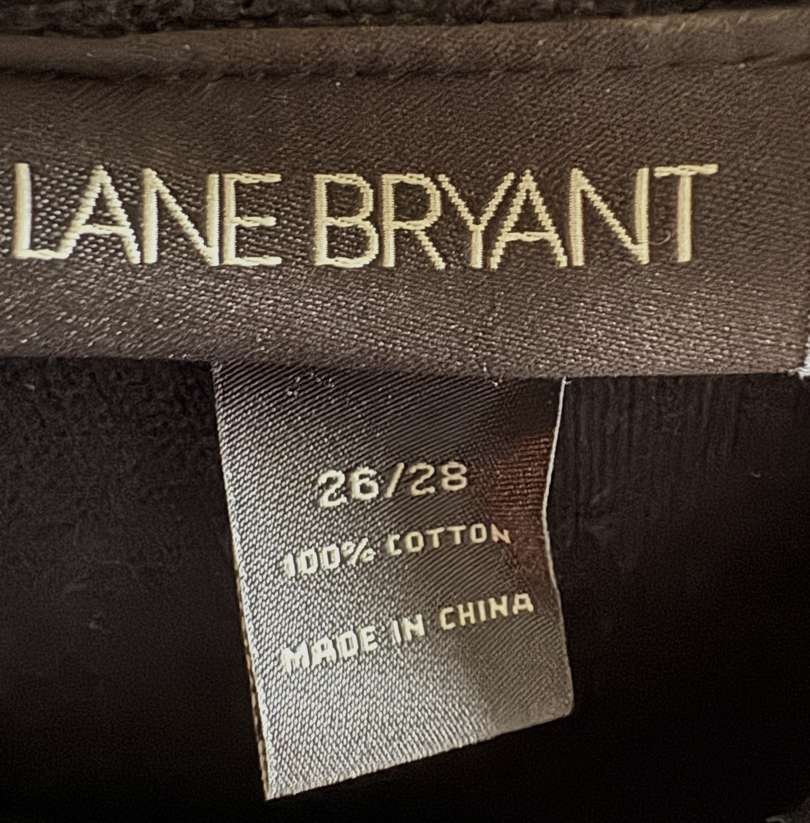 LANE BRYANT
26/28
100% COTTON
MADE IN CHINA